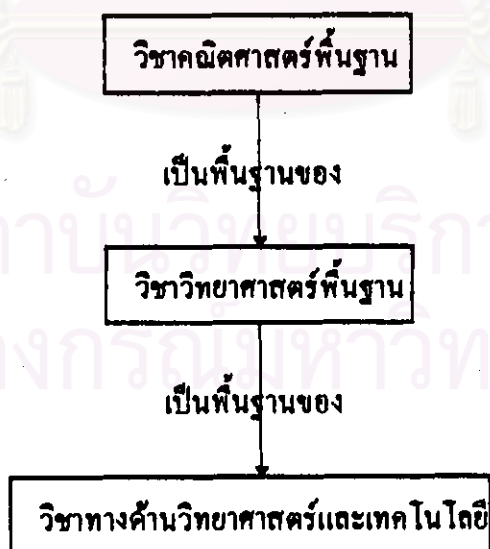 วิชาคณิตศาสตร์พื้นฐาน
เป็นพื้นฐานของ
วิชาวิทยาศาสตร์พื้นฐาน
เป็นพื้นฐานของ
วิชาทางด้านวิทยาศาสตร์และเทคโนโลยี